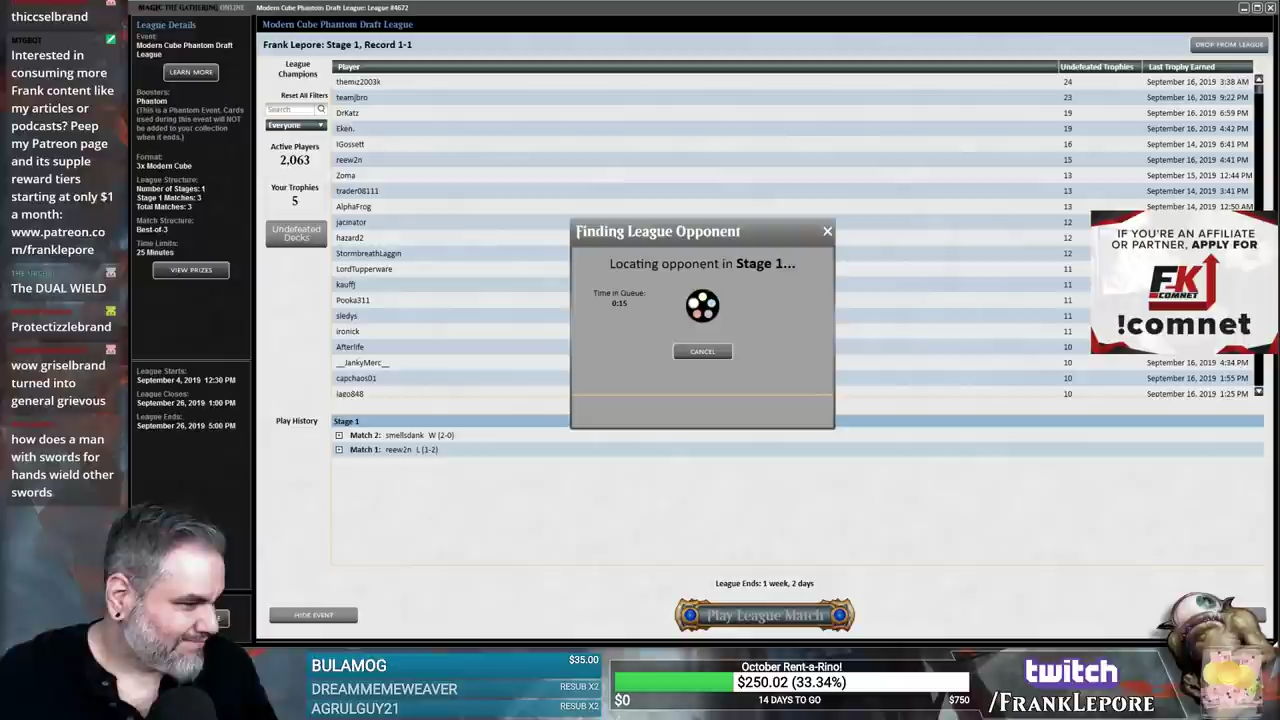 thicciselbrand
MTGBOT
Interested in
consuming more
Frank content like
my articles or
podcasts? Peep
my Patreon page
and its supple
reward tiers
starting at only $1
a month:
www.patreon.co
m/franklepore
The DUAL WIELD
Protectizzlebrand
wow griselbrand
turned into
general grievous
how does a man
with swords for
hands wield other
swords
MAGIC THE GATHERING ONLINE
League Details
Event:
Modern Cube Phantom Draft
League
LEARN MORE
Boosters:
Phantom
(This is a Phantom Event. Cards
used during this event will NOT
be added to your collection
when it ends.)
Format:
3x Modern Cube
League Structure:
Number of Stages: 1
Stage 1 Matches: 3
Total Matches: 3
Match Structure:
Best-of-3
Time Limits:
25 Minutes
VIEW PRIZES
League Starts:
September 4, 2019 12:30 PM
League Closes:
September 26, 2019 1:00 PM
League Ends:
September 26, 2019 5:00 PM
Modern Cube Phantom Draft League: League #4672
Modern Cube Phantom Draft League
Frank Lepore: Stage 1, Record 1-1
DROP FROM LEAGUE
League
Champions
Reset All Filters
Search
Everyone
Active Players
2,063
Your Trophies
5
Undefeated
Decks
Player Undefeated Trophies Last Trophy Earned
themiz2003k 24 September 16, 2019 3:38 AM
teamjbro 23 September 16, 2019 9:22 PM
DrKatz 19 September 16, 2019 6:59 PM
Eken. 19 September 16, 2019 4:42 PM
IGossett 16 September 14, 2019 6:41 PM
reew2n 15 September 16, 2019 4:41 PM
Zoma 13 September 15, 2019 12:44 PM
trader08111 13 September 14, 2019 3:41 PM
AlphaFrog 13 September 14, 2019 12:50 AM
jacinator 12
hazard2 12
StormbreathLaggin 12
LordTupperware 11
kauffj 11
Pooka311 11
sledys 11
ironick 11
Afterlife 10
__JankyMerc__ 10 September 16, 2019 4:34 PM
capchaos01 10 September 16, 2019 1:55 PM
iago848 10 September 16, 2019 1:25 PM
Finding League Opponent
Locating opponent in Stage 1...
Time in Queue:
0:15
CANCEL
IF YOU'RE AN AFFILIATE
OR PARTNER, APPLY FOR
COMNET
!comnet
Play History
Stage 1
Match 2: smellsdank W (2-0)
Match 1: reew2n L (1-2)
League Ends: 1 week, 2 days
HIDE EVENT
Play League Match
BULAMOG $35.00
DREAMMEMEWEAVER RESUB X2
AGRULGUY21 RESUB X2
October Rent-a-Rino!
$250.02 (33.34%)
$0 14 DAYS TO GO $750
twitch
/FRANKLEPORE